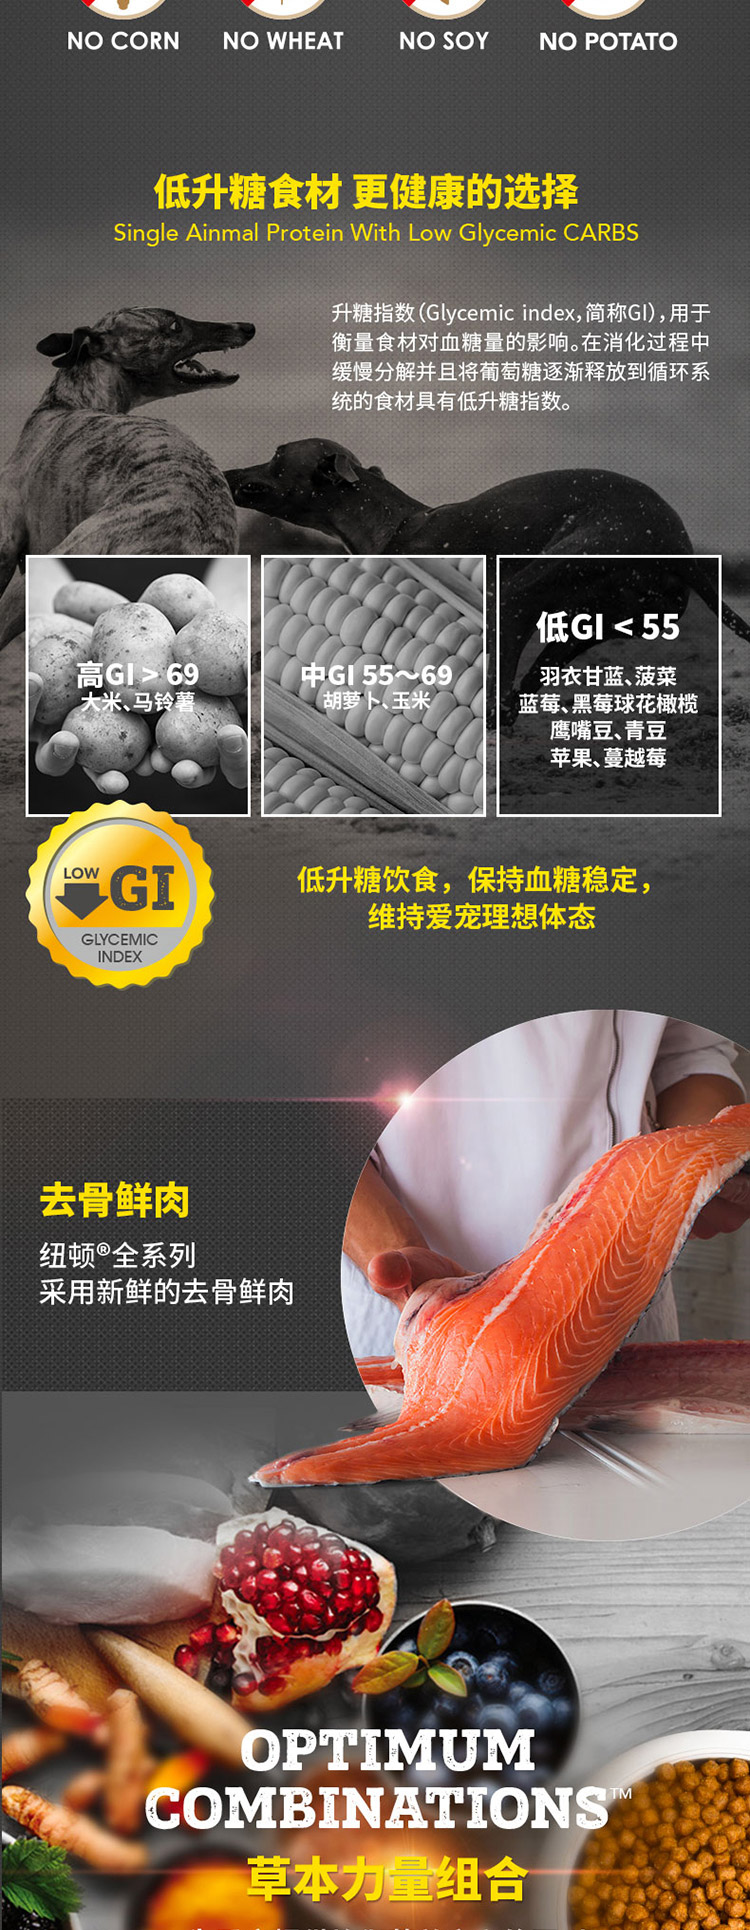 NO CORN NO WHEAT NO SOY NO POTATO
低升糖食材 更健康的选择
Single Ainmal Protein With Low Glycemic CARBS
升糖指数(Glycemic index,简称GI),用于
衡量食材对血糖量的影响。在消化过程中
缓慢分解并且将葡萄糖逐渐释放到循环系
统的食材具有低升糖指数。
高GI > 69
大米、马铃薯
中GI 55～69
胡萝卜、玉米
低GI < 55
羽衣甘蓝、菠菜
蓝莓、黑莓球花橄榄
鹰嘴豆、青豆
苹果、蔓越莓
LOW GI
GLYCEMIC
INDEX
低升糖饮食，保持血糖稳定，
维持爱宠理想体态
去骨鲜肉
纽顿®全系列
采用新鲜的去骨鲜肉
OPTIMUM
COMBINATIONS™
草本力量组合